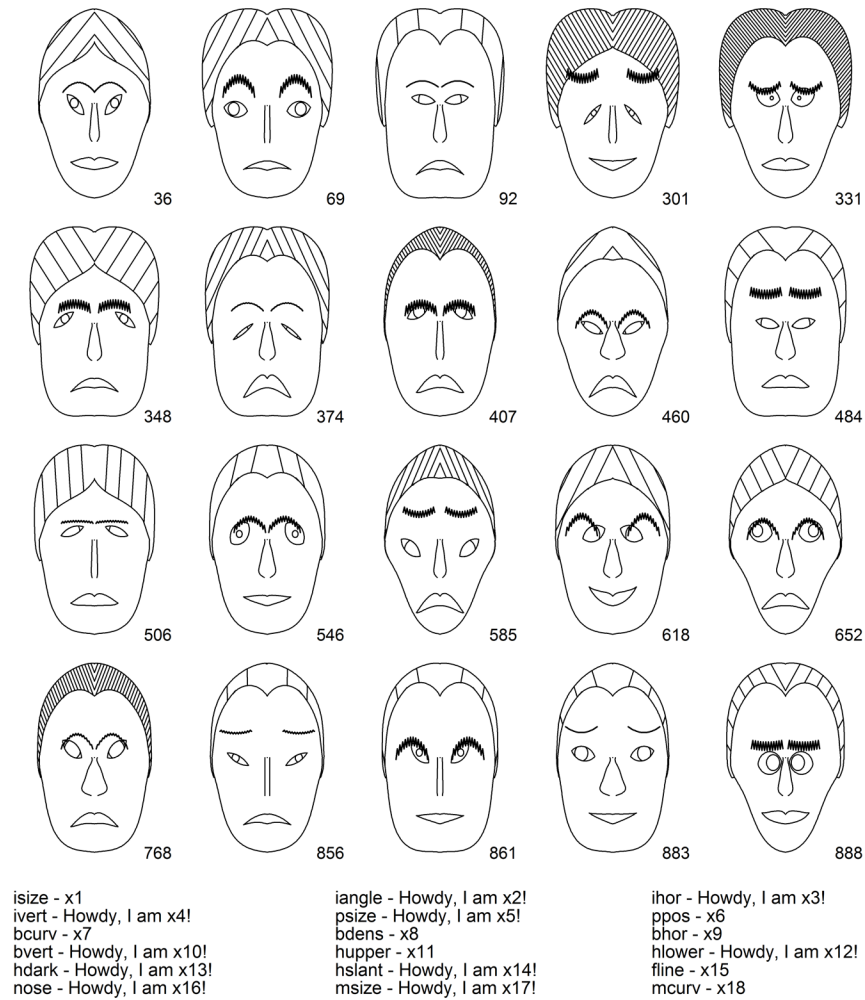 36 69 92 301 331
348 374 407 460 484
506 546 585 618 652
768 856 861 883 888
isize - x1 iangle - Howdy, I am x2! ihor - Howdy, I am x3!
ivert - Howdy, I am x4! psize - Howdy, I am x5! ppos - x6
bcurv - x7 bdens - x8 bhor - x9
bvert - Howdy, I am x10! hupper - x11 hlower - Howdy, I am x12!
hdark - Howdy, I am x13! hslant - Howdy, I am x14! fline - x15
nose - Howdy, I am x16! msize - Howdy, I am x17! mcurv - x18